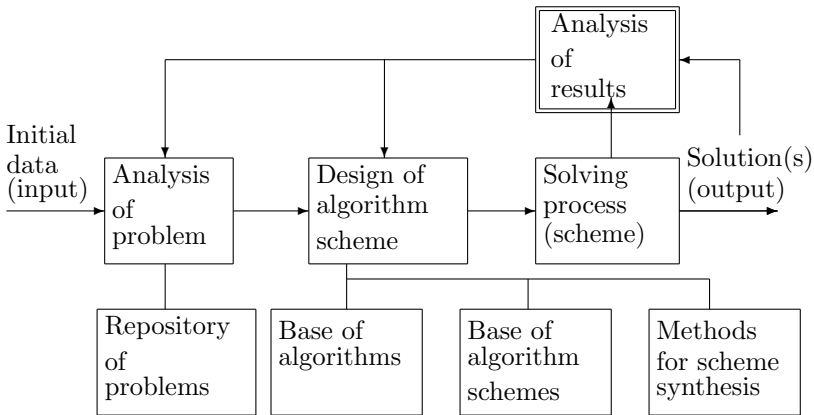 Analysis
of
results
Initial
data
(input)
Analysis
of
problem
Design of
algorithm
scheme
Solving
process
(scheme)
Solution(s)
(output)
Repository
of
problems
Base of
algorithms
Base of
algorithm
schemes
Methods
for scheme
synthesis